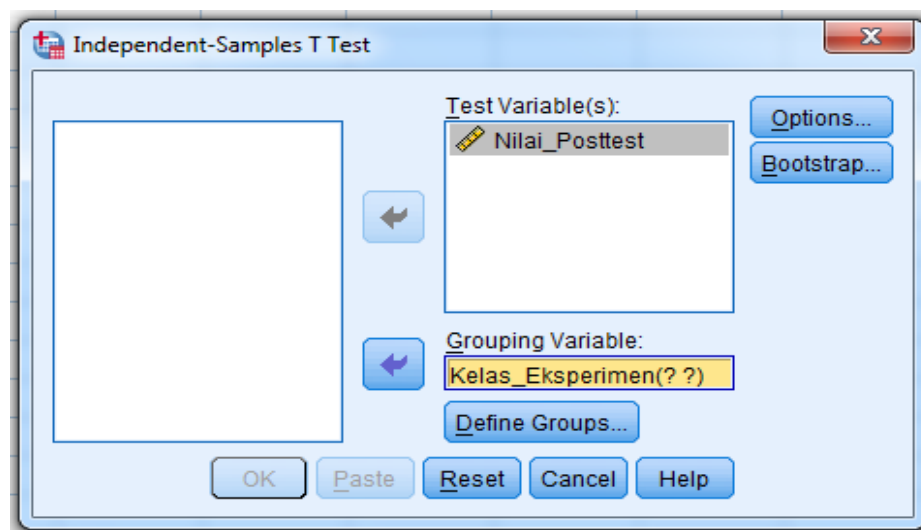 Independent-Samples T Test
Test Variable(s):
Nilai_Posttest
Options...
Bootstrap...
Grouping Variable:
Kelas_Eksperimen(? ?)
Define Groups...
OK Paste Reset Cancel Help